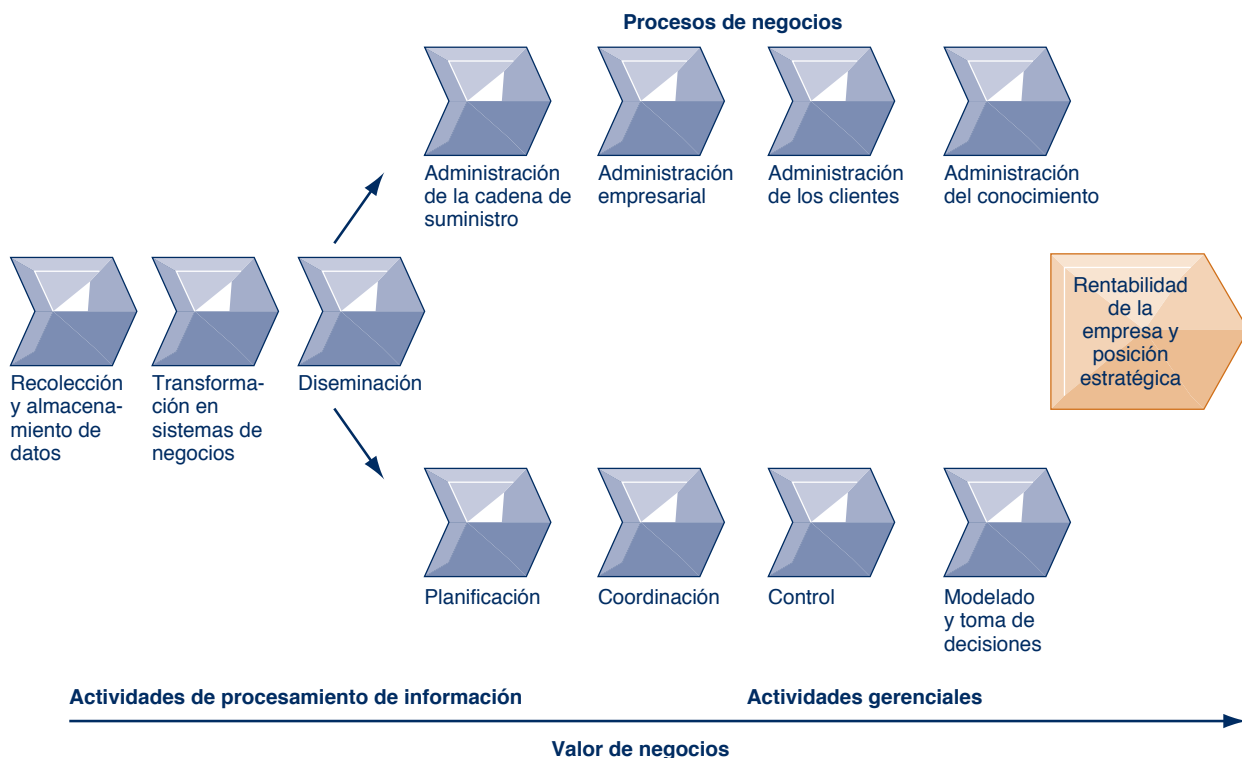 Procesos de negocios
Administración
de la cadena de
suministro
Administración
empresarial
Administración
de los clientes
Administración
del conocimiento
Recolección
y almacena-
miento de
datos
Transforma-
ción en
sistemas de
negocios
Diseminación
Rentabilidad
de la
empresa y
posición
estratégica
Planificación
Coordinación
Control
Modelado
y toma de
decisiones
Actividades de procesamiento de información
Actividades gerenciales
Valor de negocios